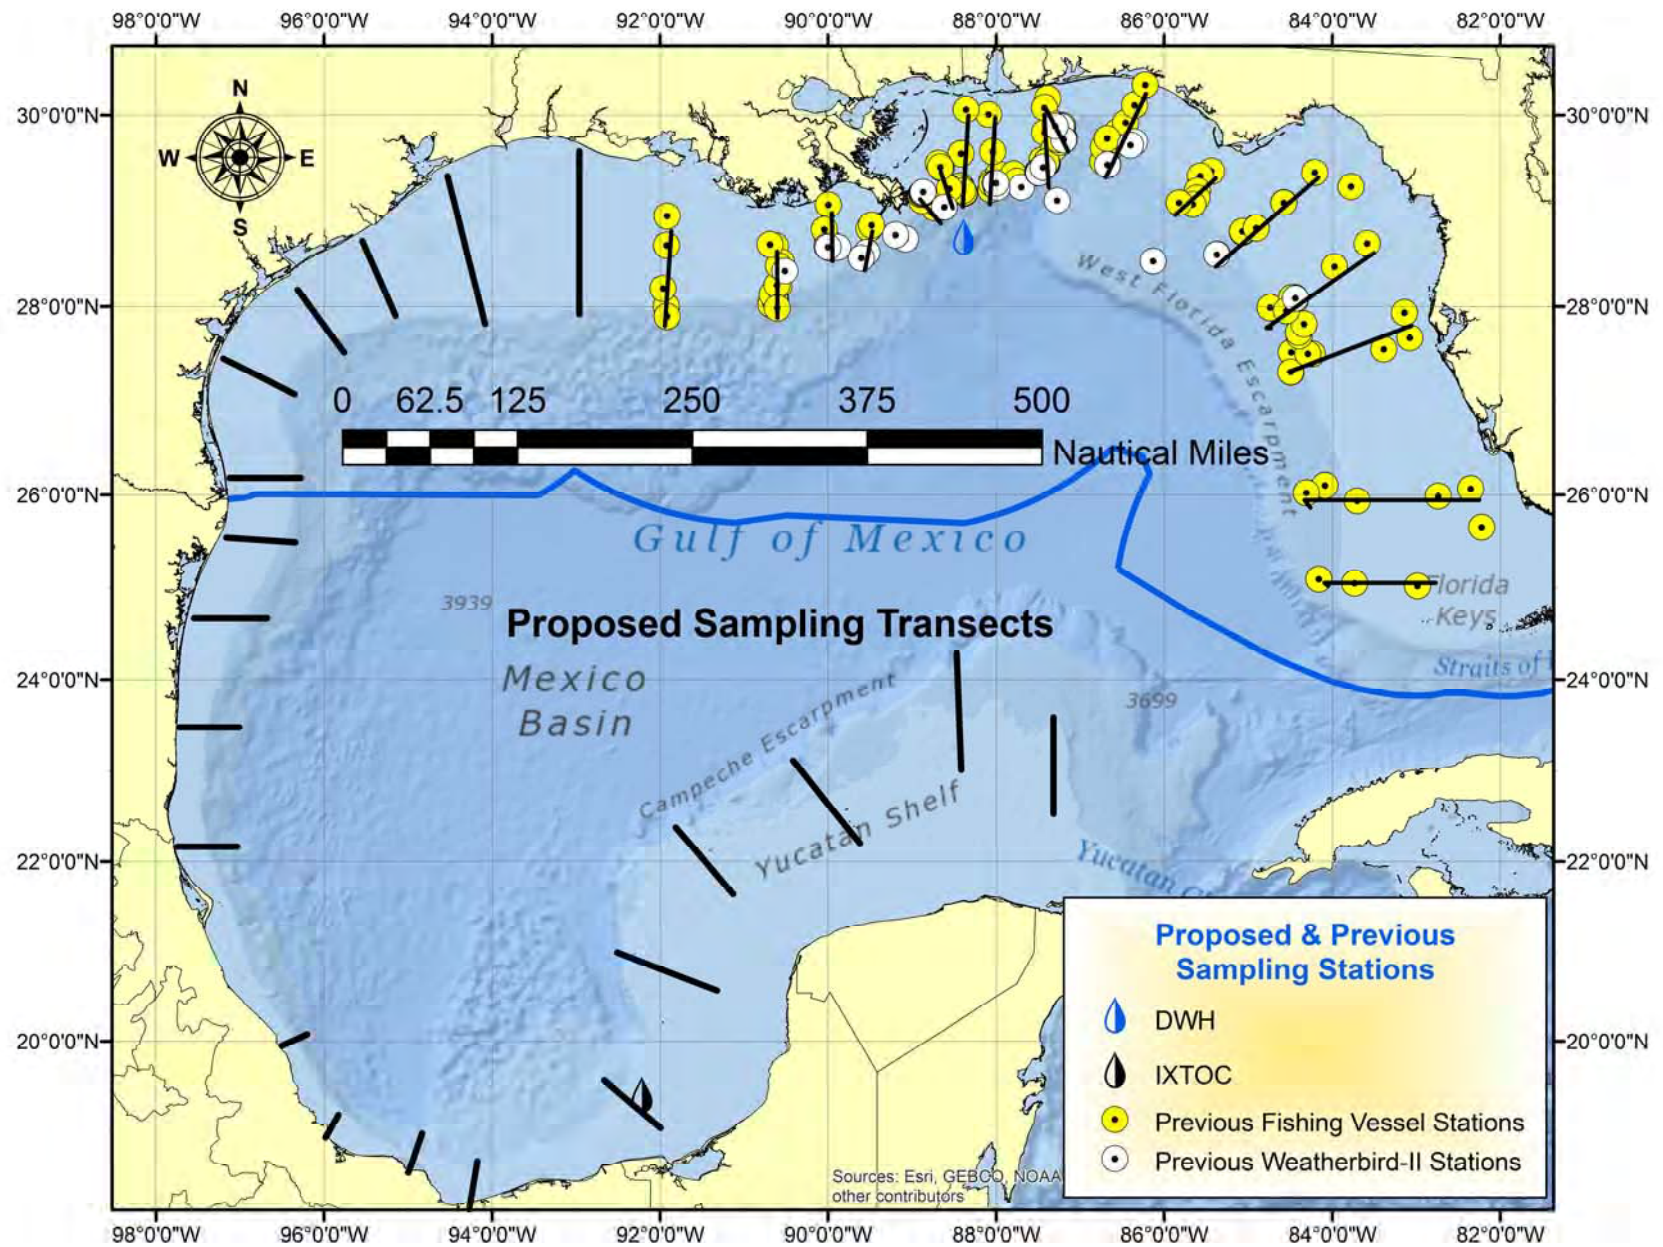 98°0'0"W 96°0'0"W 94°0'0"W 92°0'0"W 90°0'0"W 88°0'0"W 86°0'0"W 84°0'0"W 82°0'0"W
N
W E
S
30°0'0"N 30°0'0"N
West Florida Escarpment
28°0'0"N 28°0'0"N
0 62.5 125 250 375 500
Nautical Miles
26°0'0"N 26°0'0"N
Gulf of Mexico
3939
Florida
Keys
Proposed Sampling Transects
Mexico
Basin
Straits of
24°0'0"N 24°0'0"N
3699
Campeche Escarpment
Yucatan Shelf
Yucatan
22°0'0"N 22°0'0"N
Proposed & Previous
Sampling Stations
DWH
IXTOC
Previous Fishing Vessel Stations
Previous Weatherbird-II Stations
20°0'0"N 20°0'0"N
Sources: Esri, GEBCO, NOAA
other contributors
98°0'0"W 96°0'0"W 94°0'0"W 92°0'0"W 90°0'0"W 88°0'0"W 86°0'0"W 84°0'0"W 82°0'0"W